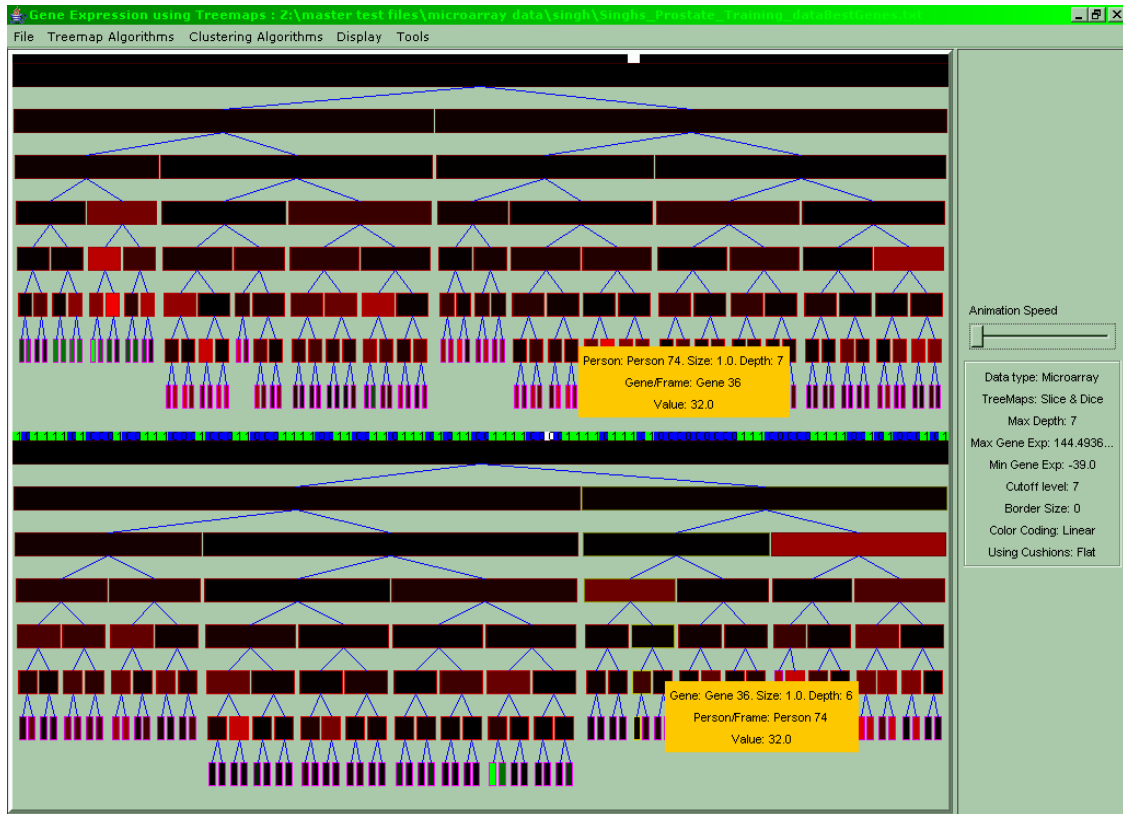 Gene Expression using Treemaps : Z:\master test files\microarray data\singh\Singhs_Prostate_Training_dataBestGenes.txt
File Treemap Algorithms Clustering Algorithms Display Tools
Person: Person 74. Size: 1.0. Depth: 7
Gene/Frame: Gene 36
Value: 32.0
Animation Speed
Data type: Microarray
TreeMaps: Slice & Dice
Max Depth: 7
Max Gene Exp: 144.4936...
Min Gene Exp: -39.0
Cutoff level: 7
Border Size: 0
Color Coding: Linear
Using Cushions: Flat
Gene: Gene 36. Size: 1.0. Depth: 6
Person/Frame: Person 74
Value: 32.0